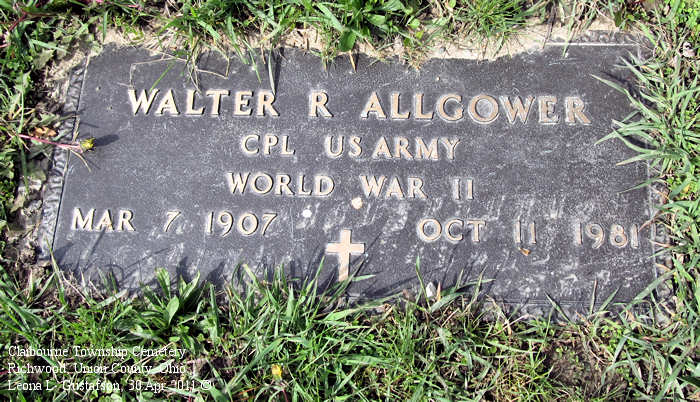 WALTER R ALLGOWER
CPL US ARMY
WORLD WAR II
MAR 7 1907 OCT 11 1981
Claibourne Township Cemetery
Richwood, Union County, Ohio
Leona L. Gustafson, 30 Apr 2011 ©